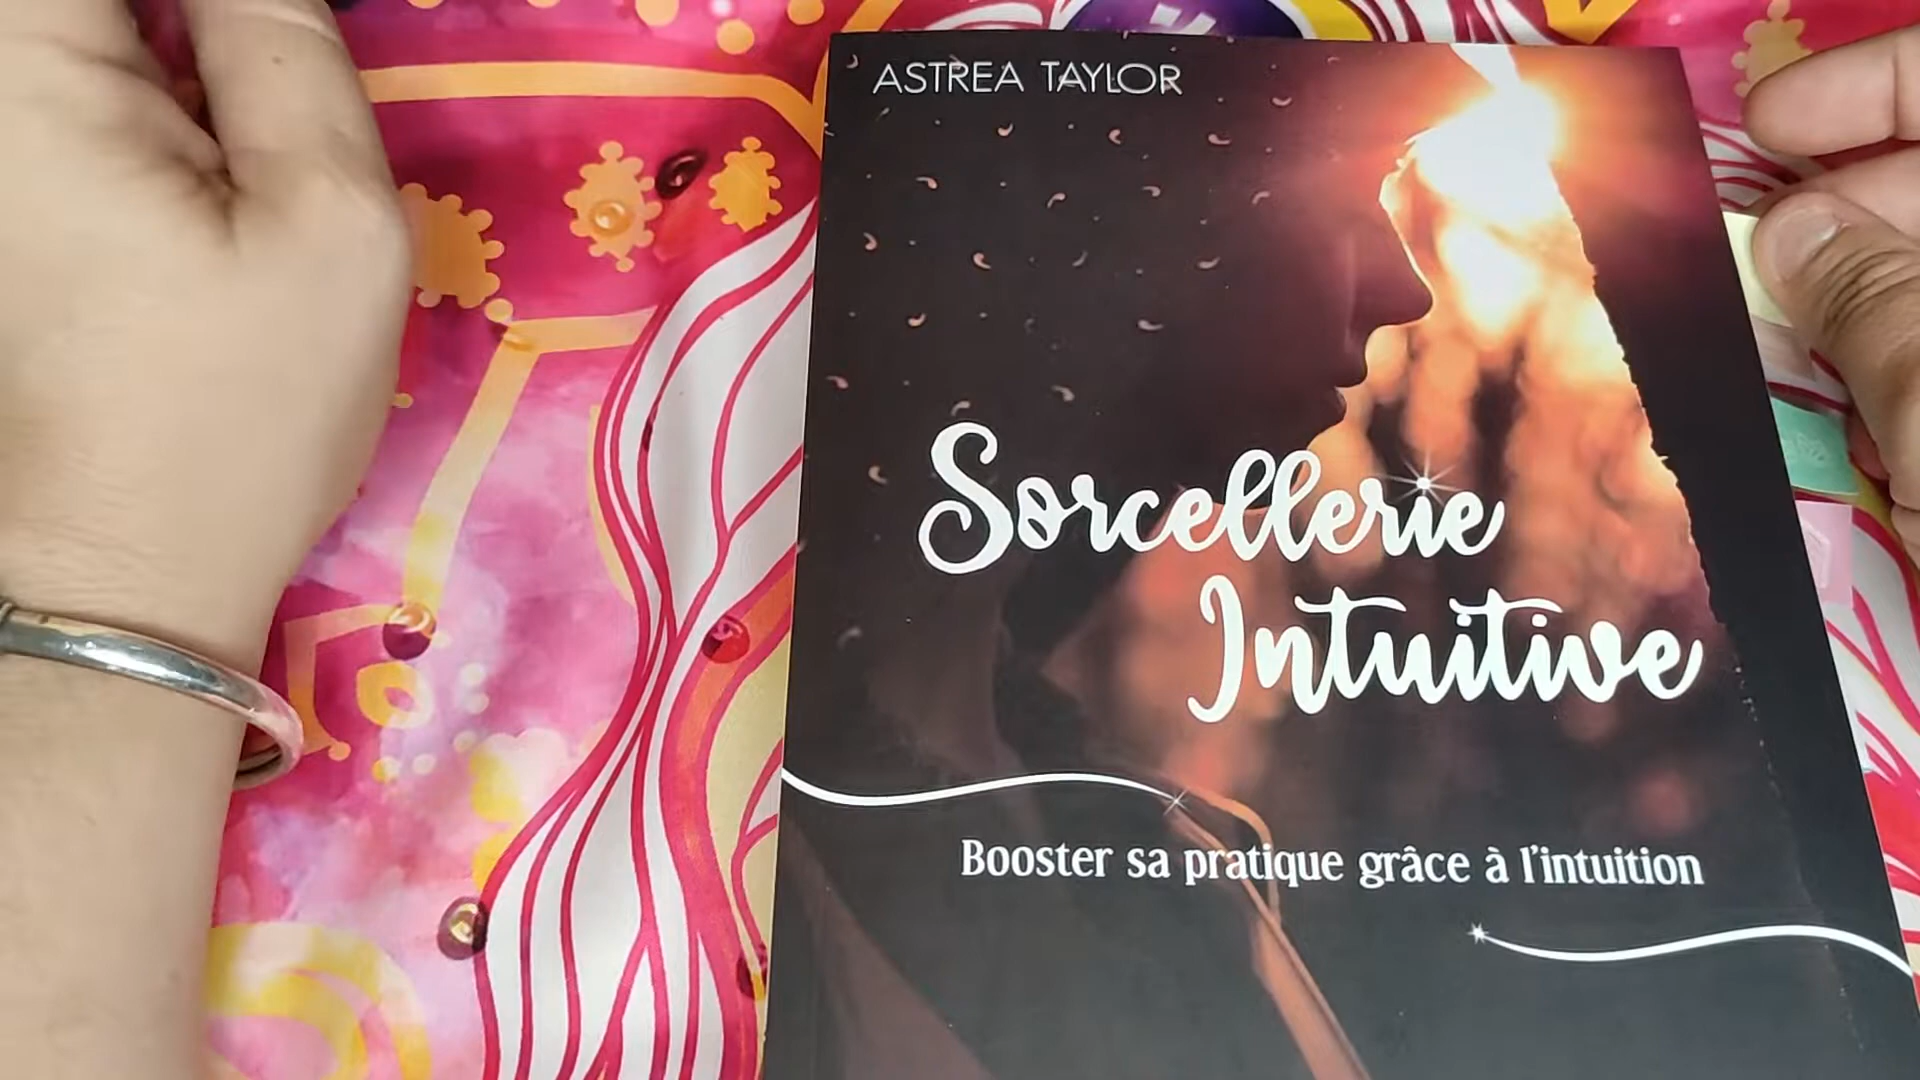 ASTREA TAYLOR
Sorcellerie
Intuitive
Booster sa pratique grâce à l'intuition